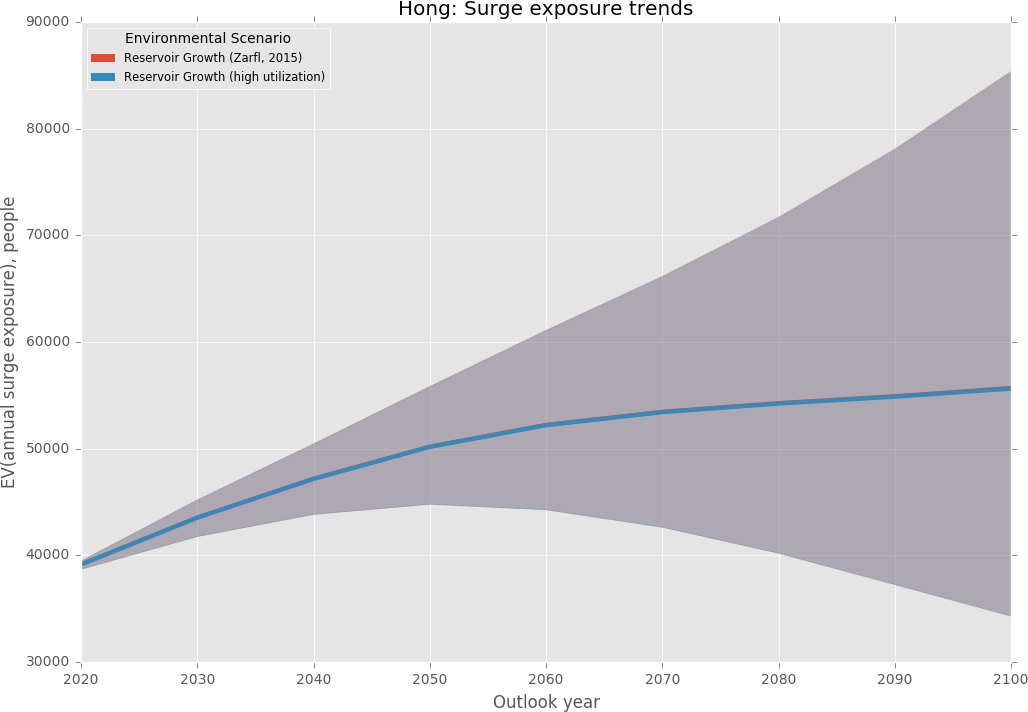 Hong: Surge exposure trends
Environmental Scenario
Reservoir Growth (Zarfl, 2015)
Reservoir Growth (high utilization)
EV(annual surge exposure), people
90000
80000
70000
60000
50000
40000
30000
2020 2030 2040 2050 2060 2070 2080 2090 2100
Outlook year